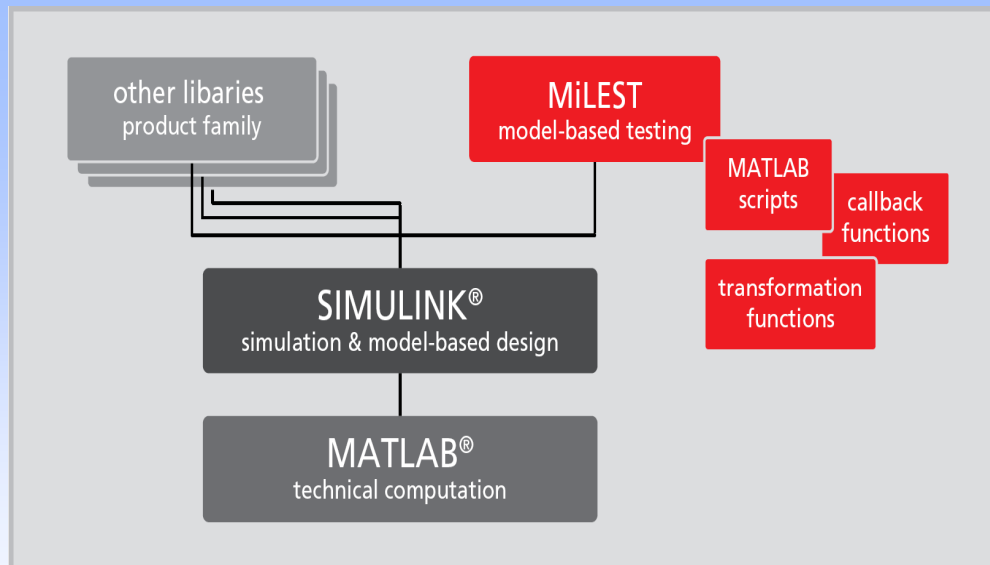 other libaries
product family
MiLEST
model-based testing
MATLAB
scripts
callback
functions
transformation
functions
SIMULINK®
simulation & model-based design
MATLAB®
technical computation